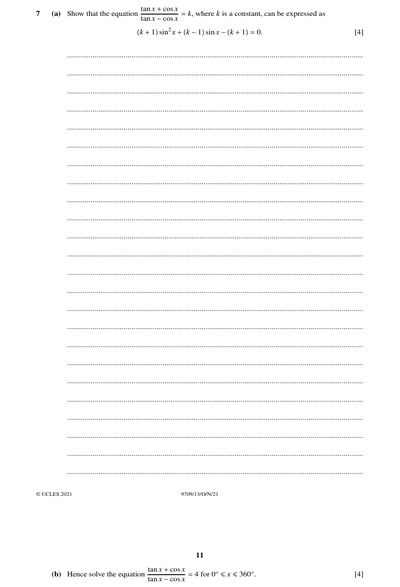 7 (a) Show that the equation (tan x + cos x)/(tan x − cos x) = k, where k is a constant, can be expressed as
(k + 1) sin²x + (k − 1) sin x − (k + 1) = 0. [4]
© UCLES 2021 9709/13/O/N/21
11
(b) Hence solve the equation (tan x + cos x)/(tan x − cos x) = 4 for 0° ⩽ x ⩽ 360°. [4]